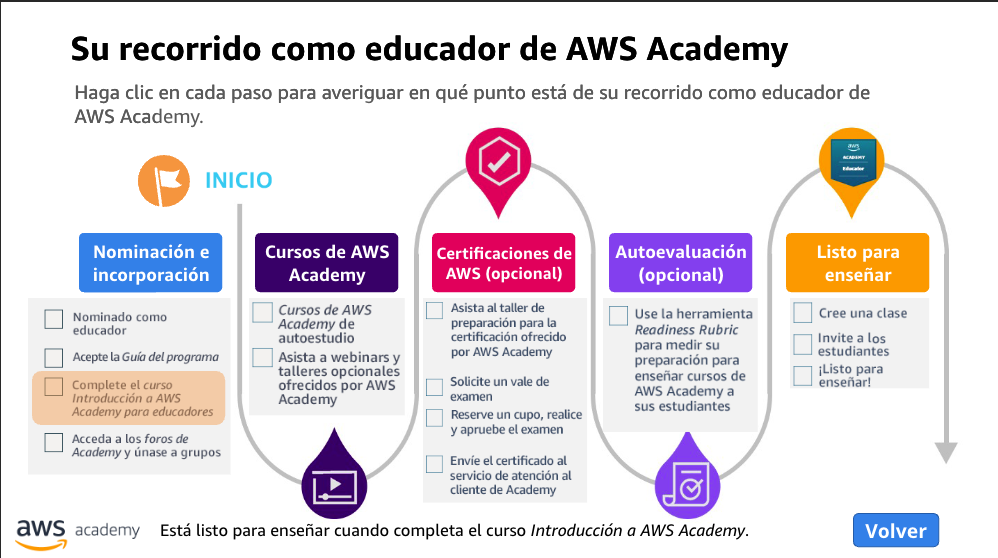 Su recorrido como educador de AWS Academy
Haga clic en cada paso para averiguar en qué punto está de su recorrido como educador de
AWS Academy.
INICIO
Nominación e
incorporación
Nominado como
educador
Acepte la Guía del programa
Complete el curso
Introducción a AWS
Academy para educadores
Acceda a los foros de
Academy y únase a grupos
Cursos de AWS
Academy
Cursos de AWS
Academy de
autoestudio
Asista a webinars y
talleres opcionales
ofrecidos por AWS
Academy
Certificaciones de
AWS (opcional)
Asista al taller de
preparación para la
certificación ofrecido
por AWS Academy
Solicite un vale de
examen
Reserve un cupo, realice
y apruebe el examen
Envíe el certificado al
servicio de atención al
cliente de Academy
Autoevaluación
(opcional)
Use la herramienta
Readiness Rubric
para medir su
preparación para
enseñar cursos de
AWS Academy a
sus estudiantes
aws
ACADEMY
Educador
Listo para
enseñar
Cree una clase
Invite a los
estudiantes
¡Listo para
enseñar!
aws academy
Está listo para enseñar cuando completa el curso Introducción a AWS Academy.
Volver